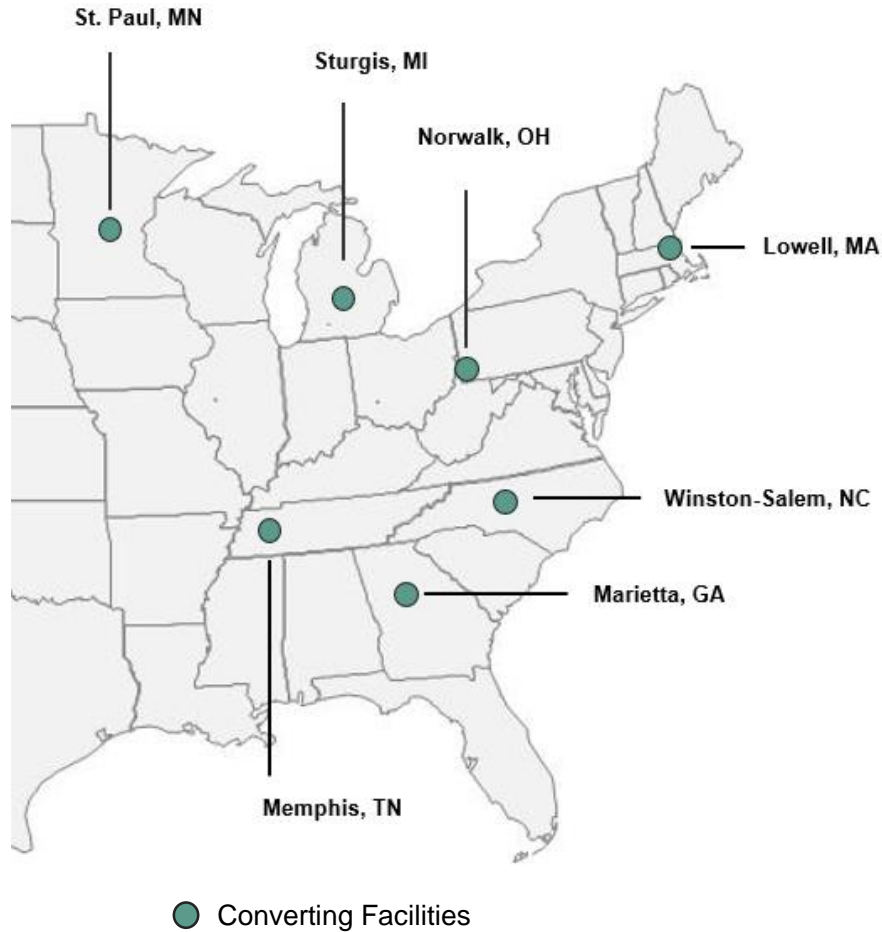 St. Paul, MN
Sturgis, MI
Norwalk, OH
Lowell, MA
Winston-Salem, NC
Marietta, GA
Memphis, TN
Converting Facilities